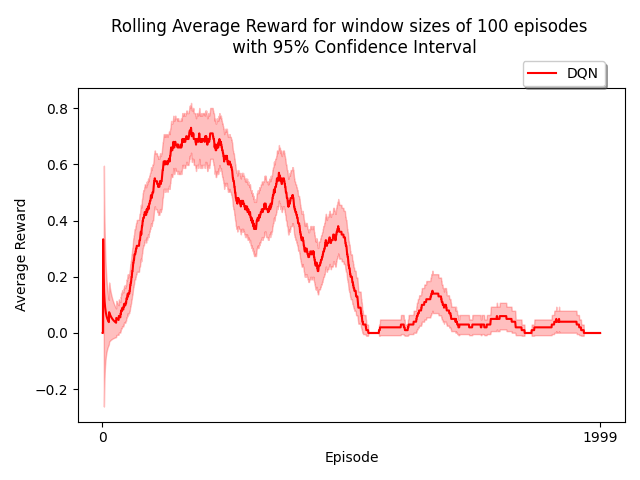 Rolling Average Reward for window sizes of 100 episodes
with 95% Confidence Interval
DQN
0.8
0.6
0.4
0.2
0.0
−0.2
Average Reward
0
1999
Episode